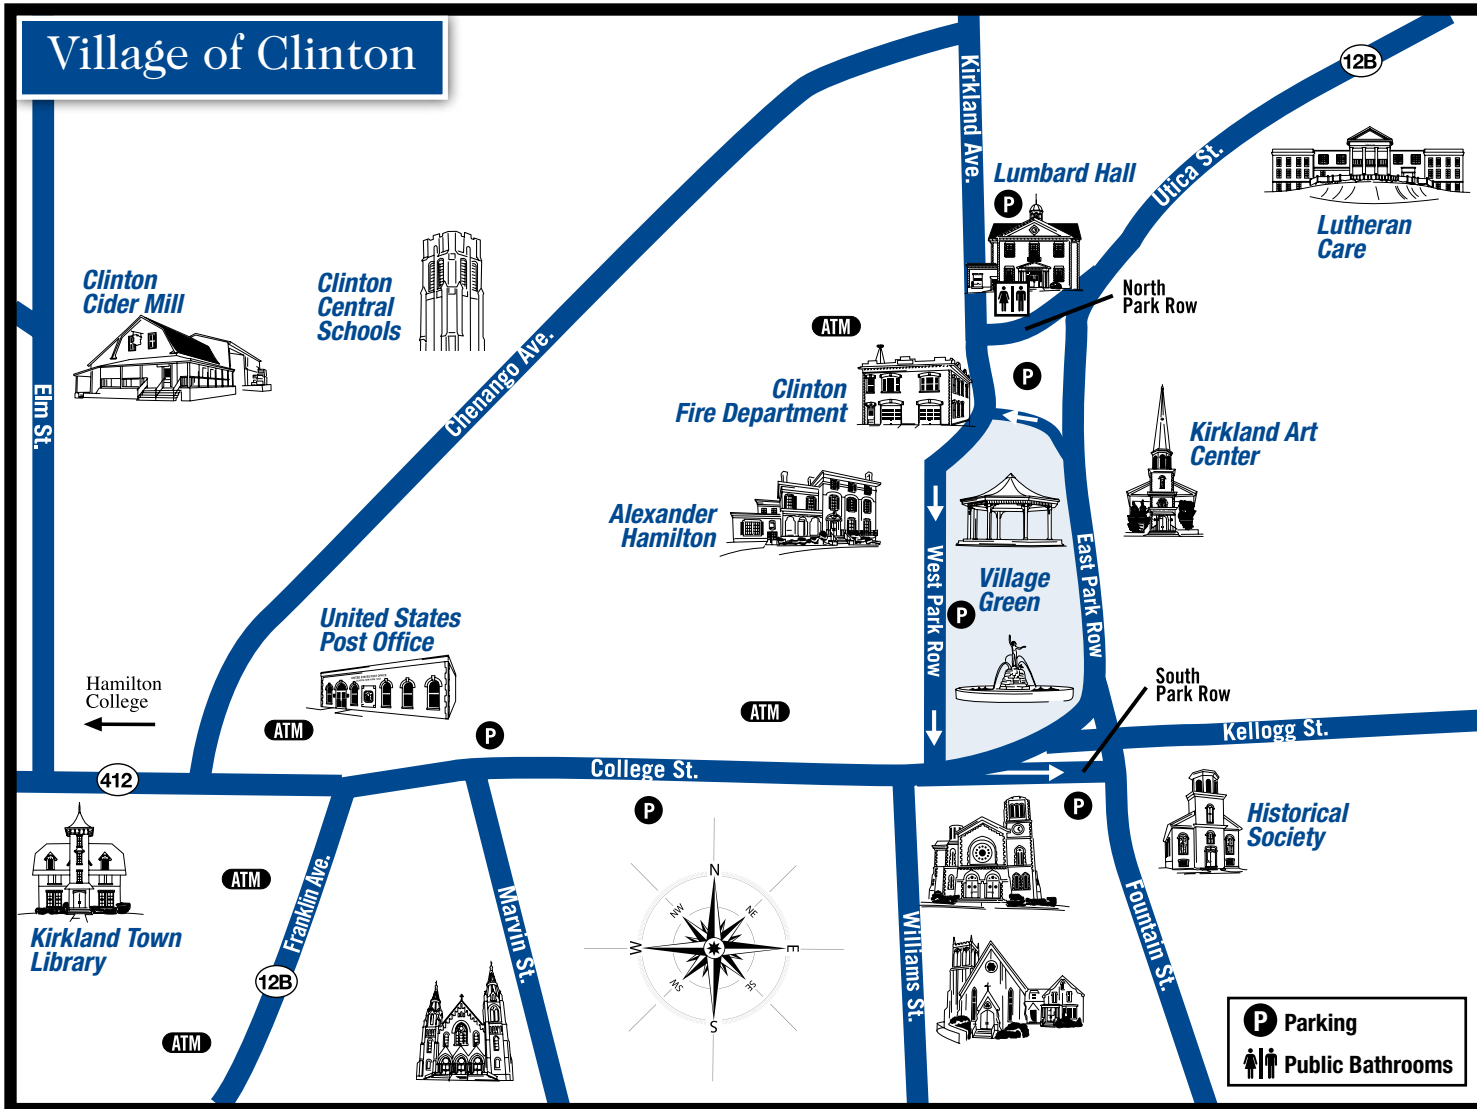 Village of Clinton
12B
Kirkland Ave.
Utica St.
Lumbard Hall
P
Lutheran
Care
Clinton
Cider Mill
Clinton
Central
Schools
North
Park Row
ATM
Chenango Ave.
Elm St.
Clinton
Fire Department
P
Kirkland Art
Center
Alexander
Hamilton
West Park Row
East Park Row
Village
Green
P
United States
Post Office
Hamilton
College
South
Park Row
ATM
ATM
P
Kellogg St.
412
College St.
P
P
Historical
Society
Kirkland Town
Library
ATM
Franklin Ave.
12B
ATM
Marvin St.
N
NE
E
SE
S
SW
W
NW
Williams St.
Fountain St.
P Parking
Public Bathrooms